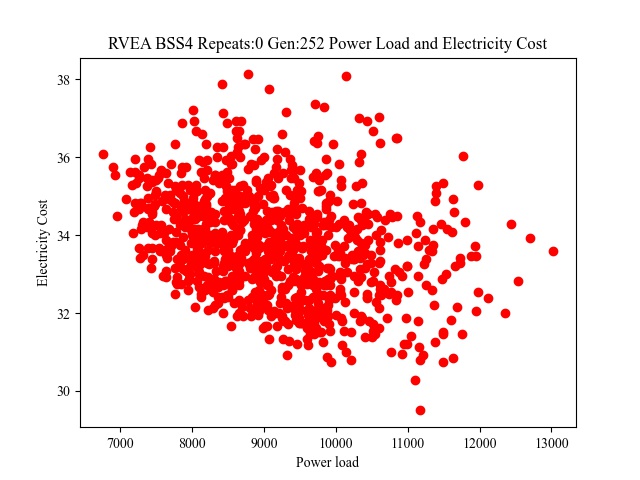 RVEA BSS4 Repeats:0 Gen:252 Power Load and Electricity Cost
Electricity Cost
38
36
34
32
30
7000 8000 9000 10000 11000 12000 13000
Power load